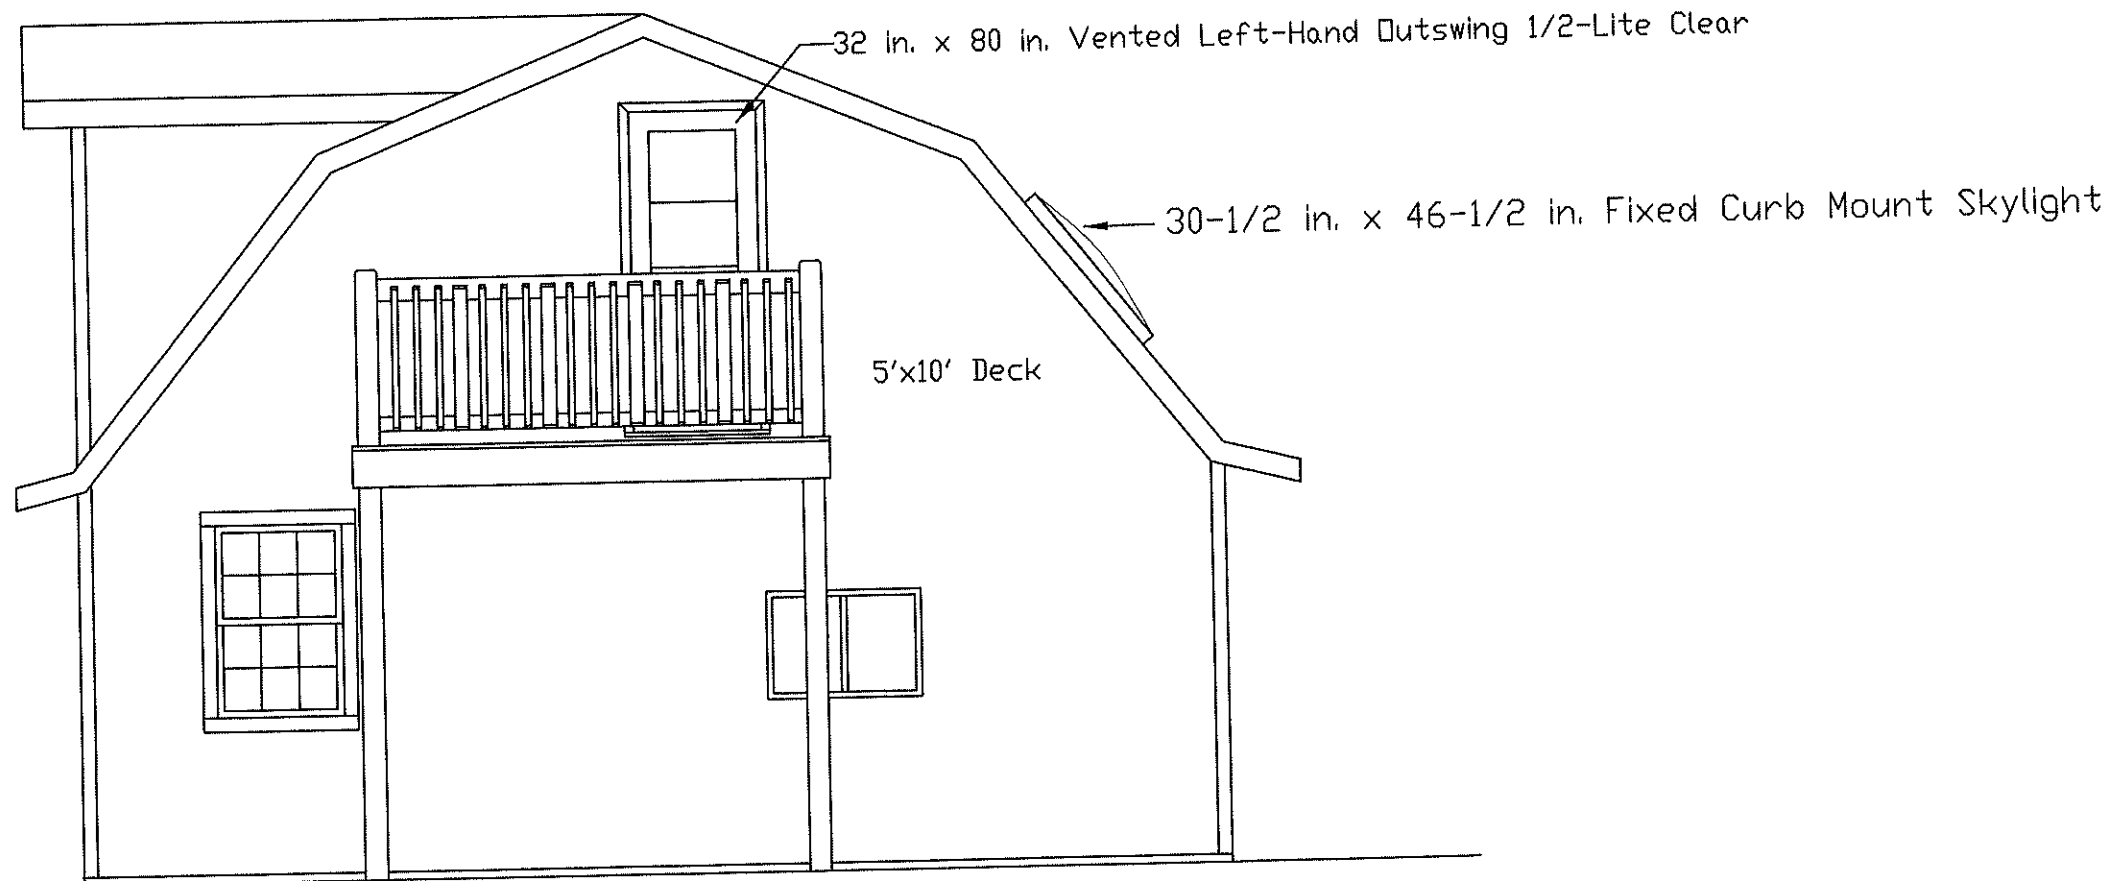 32 in. x 80 in. Vented Left-Hand Outswing 1/2-Lite Clear
30-1/2 in. x 46-1/2 in. Fixed Curb Mount Skylight
5'x10' Deck